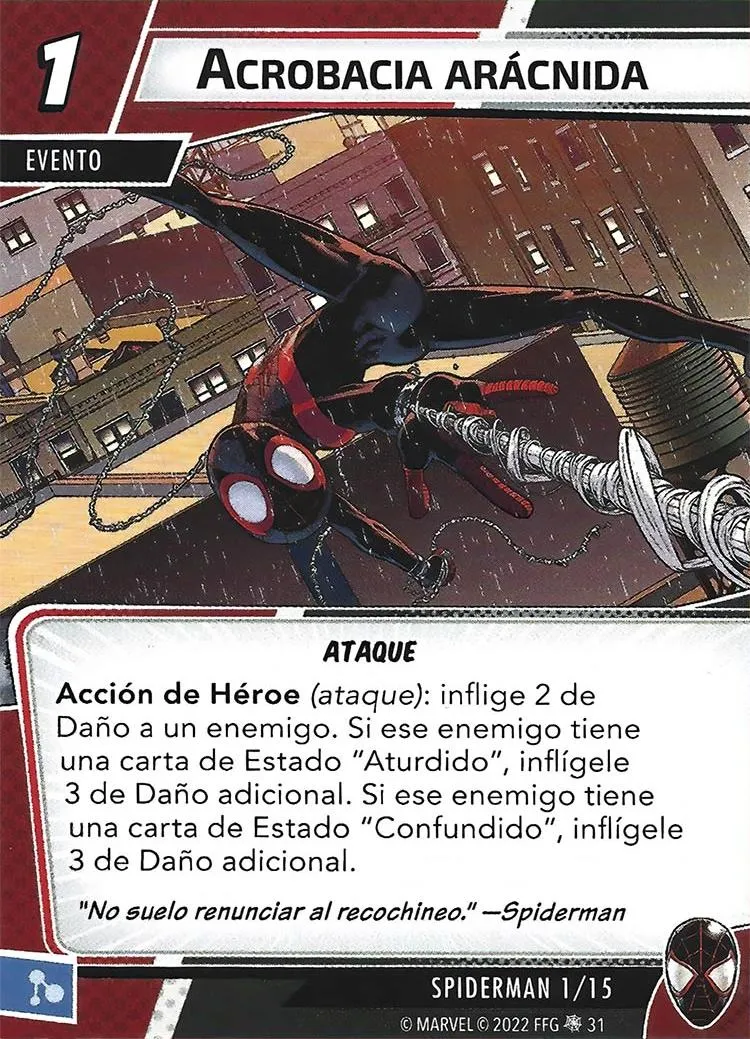 1
ACROBACIA ARÁCNIDA
EVENTO
ATAQUE
Acción de Héroe (ataque): inflige 2 de
Daño a un enemigo. Si ese enemigo tiene
una carta de Estado “Aturdido”, inflígele
3 de Daño adicional. Si ese enemigo tiene
una carta de Estado “Confundido”, inflígele
3 de Daño adicional.
"No suelo renunciar al recochineo." —Spiderman
SPIDERMAN 1/15
© MARVEL © 2022 FFG 31